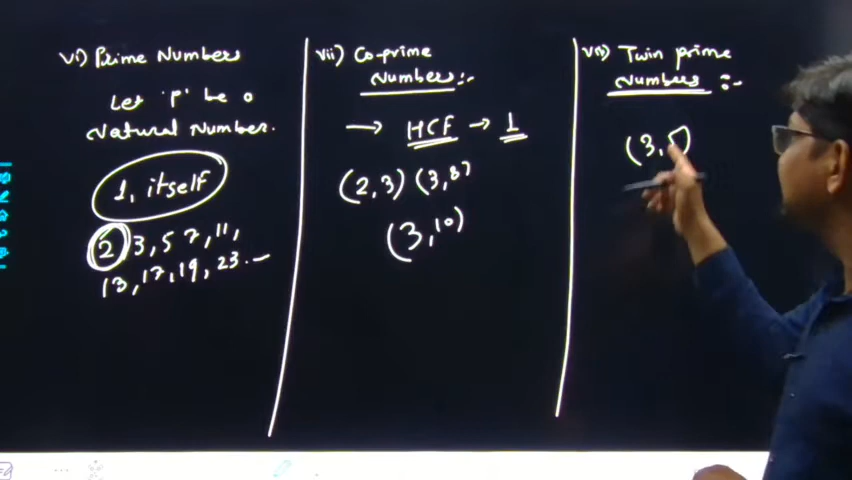 vi) Prime Numbers
Let 'P' be a
Natural Number.
1, itself
2 3, 5 7, 11,
13, 17, 19, 23 . . –
vii) Co-prime
Numbers:-
→ HCF → 1
(2,3) (3,8)
(3,10)
Twin prime
Numbers :-
(3,5)